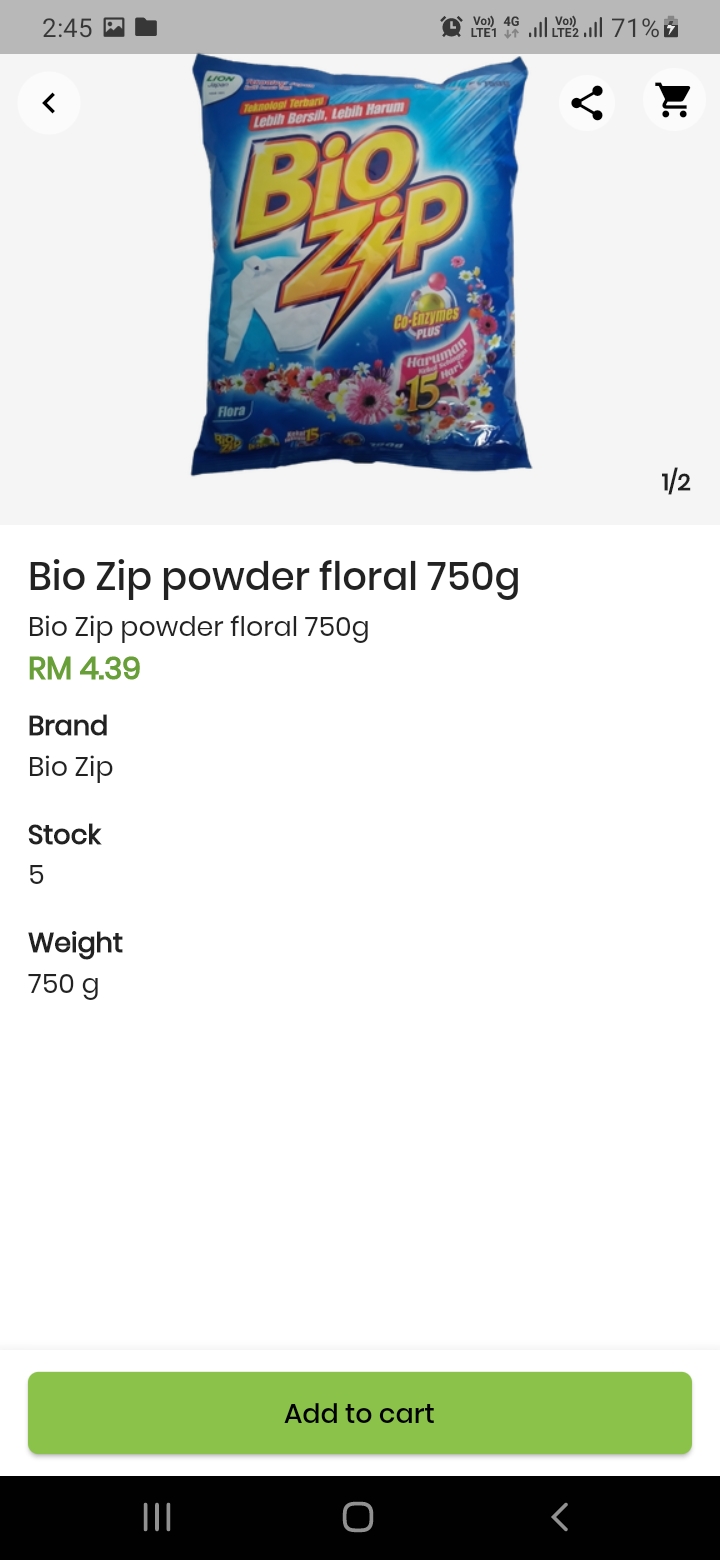 2:45
Vo)) 4G Vo)) 71%
LTE1 LTE2
LION
Japan
Teknologi Terbaru
Lebih Bersih, Lebih Harum
Bio
Zip
Co-Enzymes
PLUS
Haruman
15
Hari
Flora
1/2
Bio Zip powder floral 750g
Bio Zip powder floral 750g
RM 4.39
Brand
Bio Zip
Stock
5
Weight
750 g
Add to cart